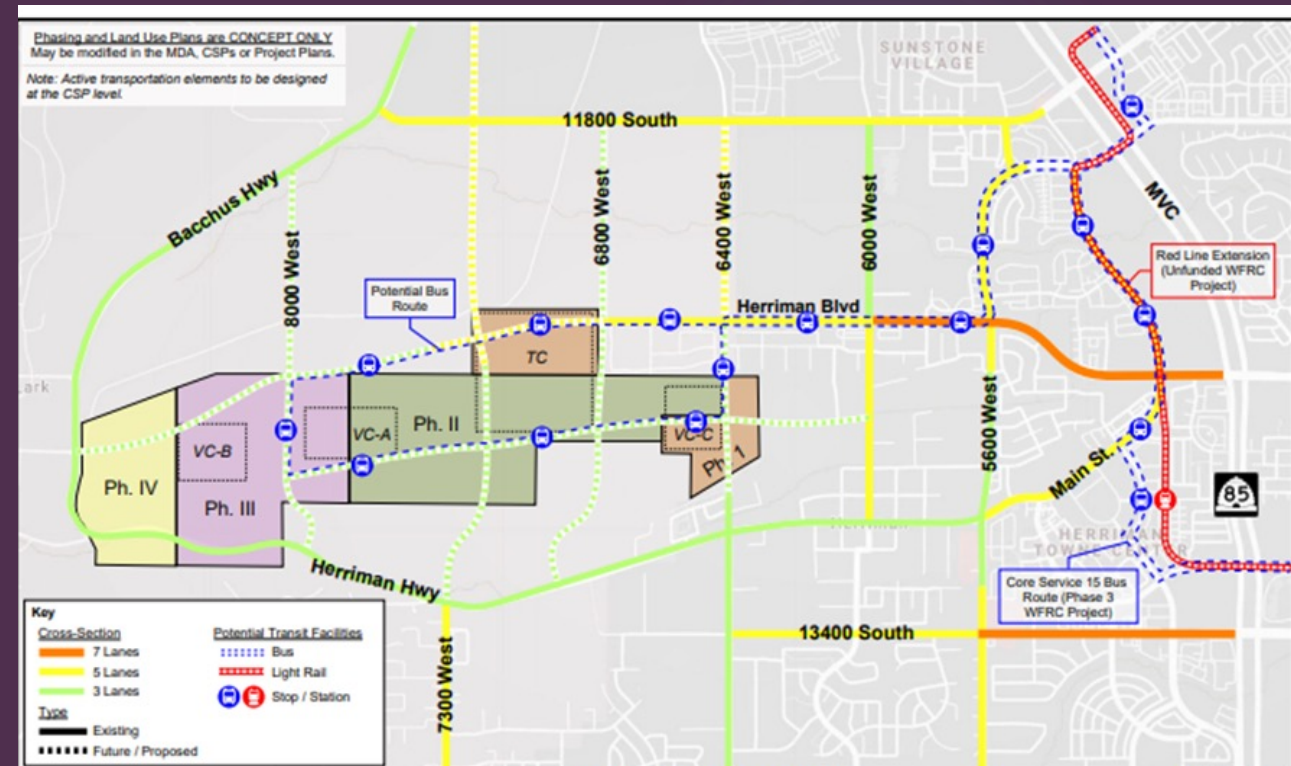 Phasing and Land Use Plans are CONCEPT ONLY
May be modified in the MDA, CSPs or Project Plans.
Note: Active transportation elements to be designed
at the CSP level.
SUNSTONE
VILLAGE
11800 South
Bacchus Hwy
8000 West
6800 West
6400 West
6000 West
MVC
Red Line Extension
(Unfunded WFRC
Project)
Potential Bus
Route
Herriman Blvd
TC
ark
VC-A
Ph. II
VC-B
VC-C
Ph. 1
Ph. IV
Ph. III
5600 West
Main St.
85
Herriman
HERRIMAN
TOWNE CENTER
Herriman Hwy
Core Service 15 Bus
Route (Phase 3
WFRC Project)
13400 South
7300 West
Key
Cross-Section
7 Lanes
5 Lanes
3 Lanes
Type
Existing
Future / Proposed
Potential Transit Facilities
Bus
Light Rail
Stop / Station